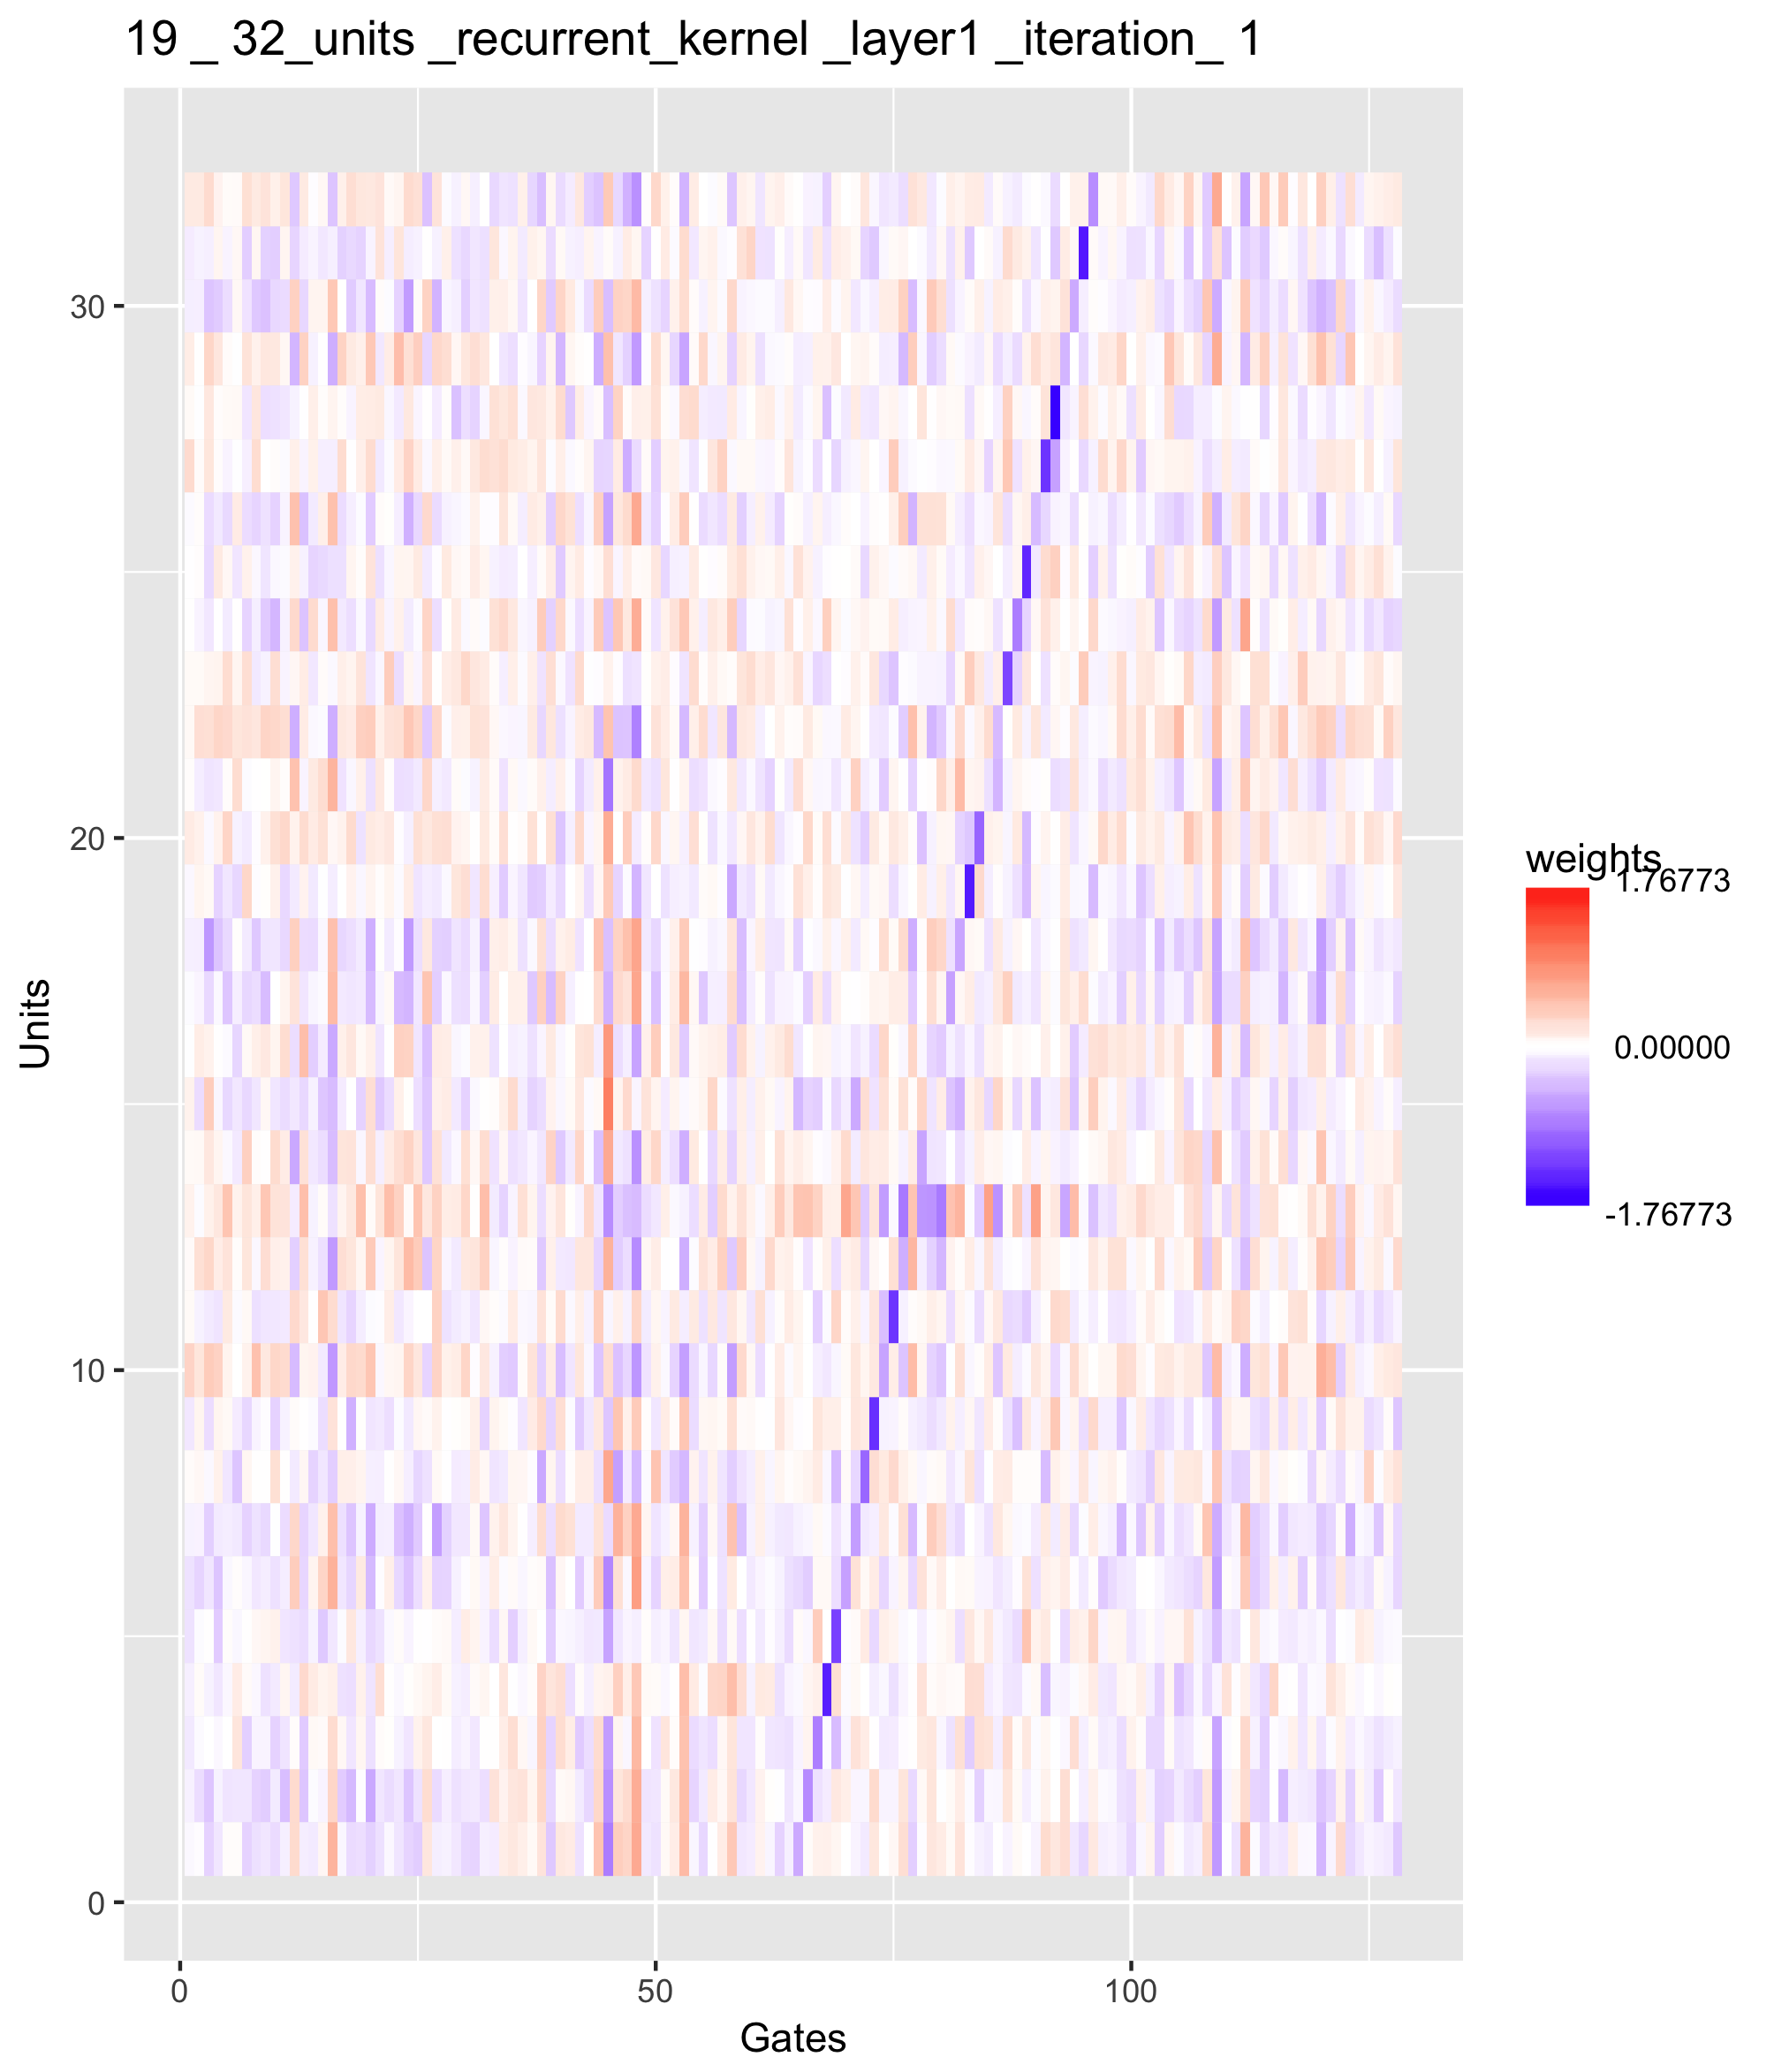 19 _ 32_units _recurrent_kernel _layer1 _iteration_ 1
30
20
10
0
Units
0 50 100
Gates
weights
1.76773
0.00000
-1.76773